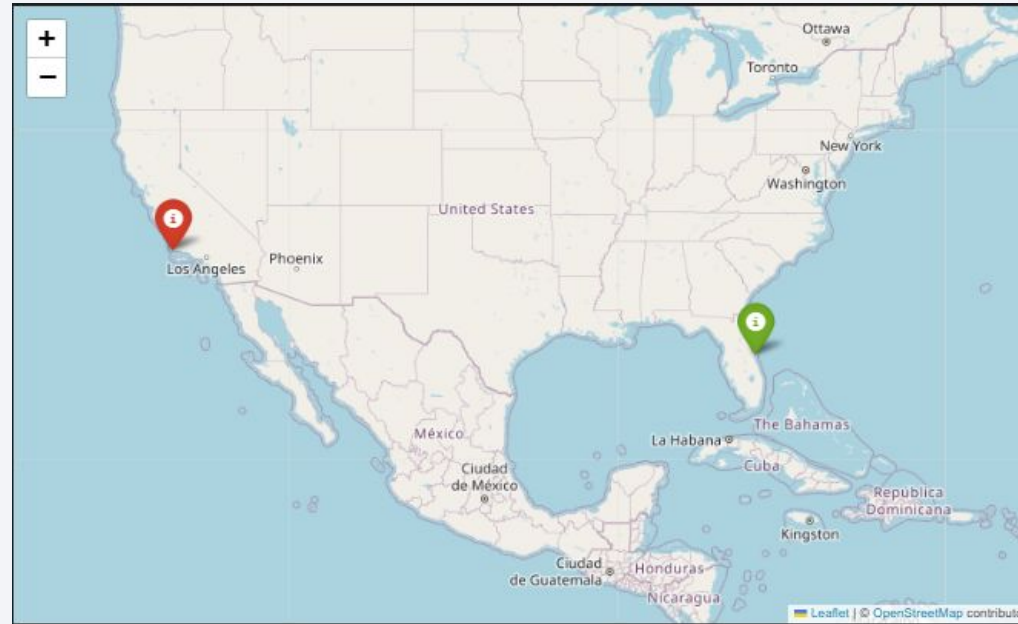 +
−
Ottawa
Toronto
New York
Washington
United States
i
Los Angeles
Phoenix
i
The Bahamas
México
La Habana
Cuba
Ciudad
de México
República
Dominicana
Kingston
Ciudad
de Guatemala
Honduras
Nicaragua
Leaflet | © OpenStreetMap contribut